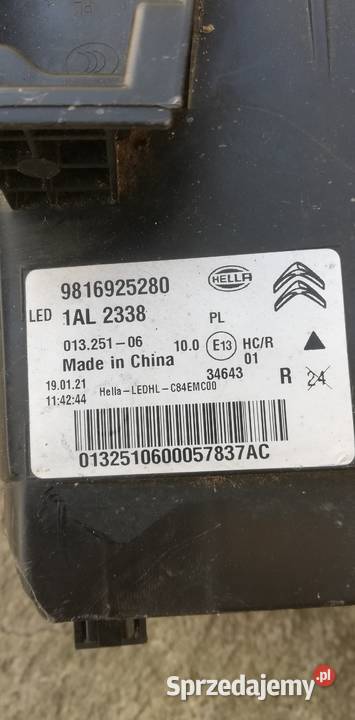 HELLA
9816925280
LED 1AL 2338 PL
013.251-06 10.0 E13 HC/R
Made in China 01
19.01.21 34643 R 24
11:42:44 Hella-LEDHL-C84EMC00
0132510600057837AC
Sprzedajemy.pl